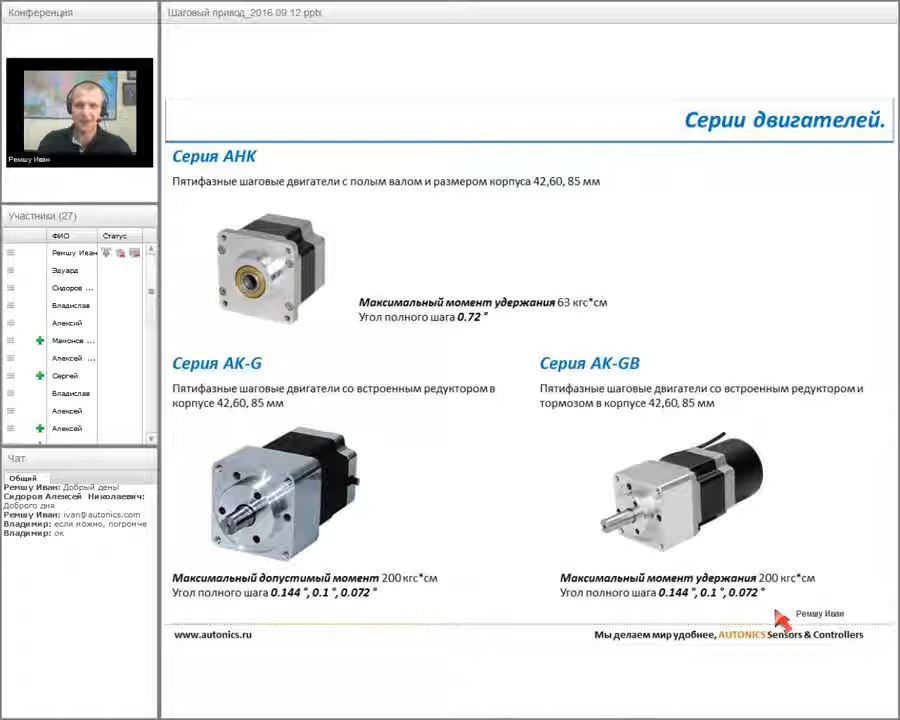 Конференция
Ремшу Иван
Участники (27)
ФИО Статус
Ремшу Иван
Эдуард
Сидоров ...
Владислав
Алексий
Мамонов ...
Алексей ...
Сергей
Владислав
Алексей
Алексей
Чат
Общий
Ремшу Иван: Добрый день!
Сидоров Алексей Николаевич:
Доброго дня
Ремшу Иван: ivan@autonics.com
Владимир: если можно, погромче
Владимир: ок
Шаговый привод_2016.09.12.pptx
Серии двигателей.
Серия AHK
Пятифазные шаговые двигатели с полым валом и размером корпуса 42,60, 85 мм
Максимальный момент удержания 63 кгс*см
Угол полного шага 0.72 °
Серия AK-G
Пятифазные шаговые двигатели со встроенным редуктором в
корпусе 42,60, 85 мм
Максимальный допустимый момент 200 кгс*см
Угол полного шага 0.144 °, 0.1 °, 0.072 °
Серия AK-GB
Пятифазные шаговые двигатели со встроенным редуктором и
тормозом в корпусе 42,60, 85 мм
Максимальный момент удержания 200 кгс*см
Угол полного шага 0.144 °, 0.1 °, 0.072 °
Ремшу Иван
www.autonics.ru
Мы делаем мир удобнее, AUTONICS Sensors & Controllers